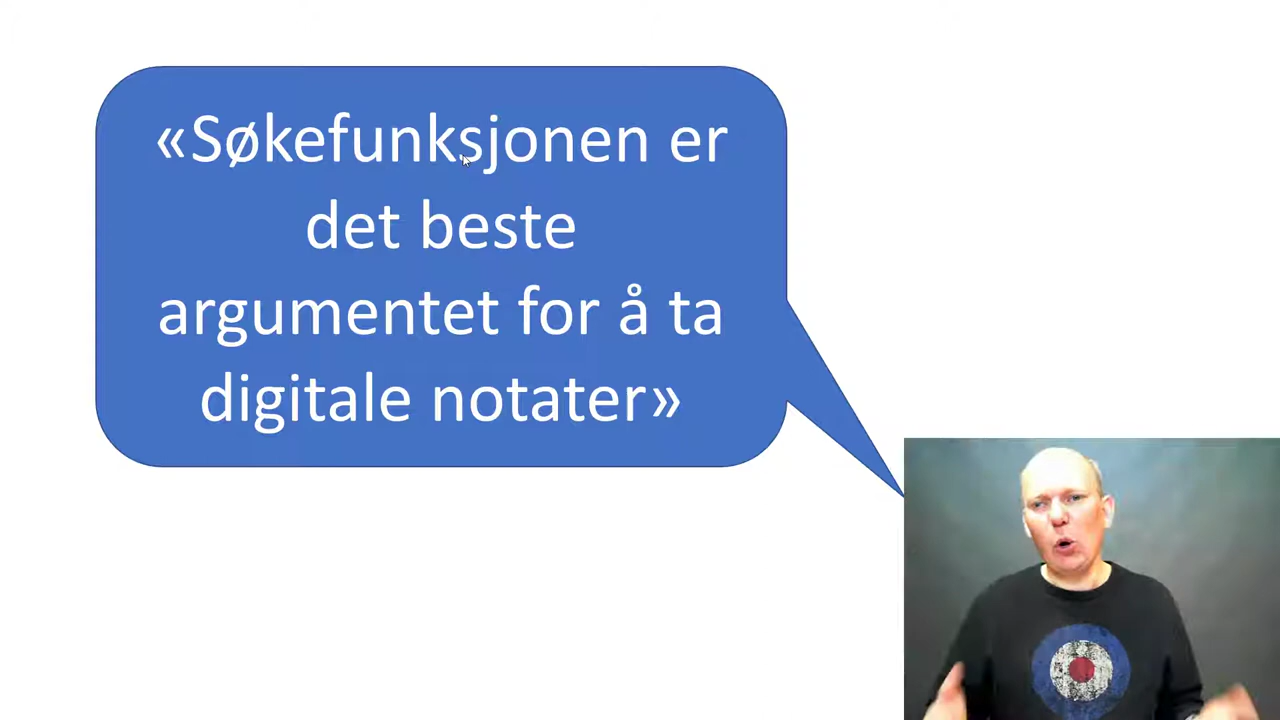 «Søkefunksjonen er
det beste
argumentet for å ta
digitale notater»